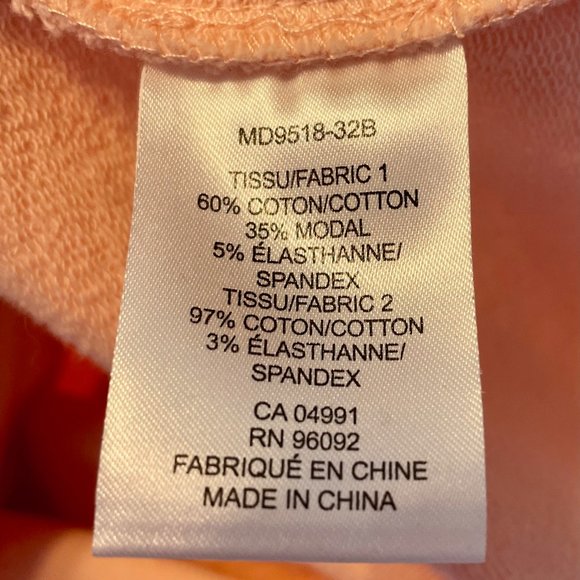 MD9518-32B
TISSU/FABRIC 1
60% COTON/COTTON
35% MODAL
5% ÉLASTHANNE/
SPANDEX
TISSU/FABRIC 2
97% COTON/COTTON
3% ÉLASTHANNE/
SPANDEX
CA 04991
RN 96092
FABRIQUÉ EN CHINE
MADE IN CHINA